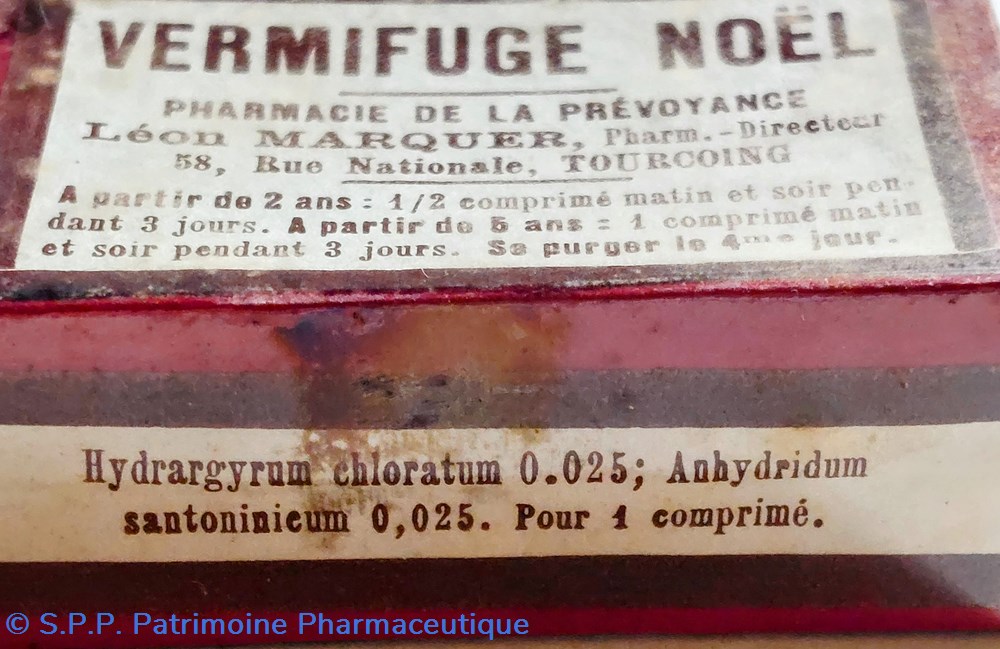 VERMIFUGE NOËL
PHARMACIE DE LA PRÉVOYANCE
Léon MARQUER, Pharm.-Directeur
58, Rue Nationale, TOURCOING
A partir de 2 ans : 1/2 comprimé matin et soir pen-
dant 3 jours. A partir de 5 ans : 1 comprimé matin
et soir pendant 3 jours. Se purger le 4me jour.
Hydrargyrum chloratum 0.025; Anhydridum
santoninicum 0,025. Pour 1 comprimé.
© S.P.P. Patrimoine Pharmaceutique